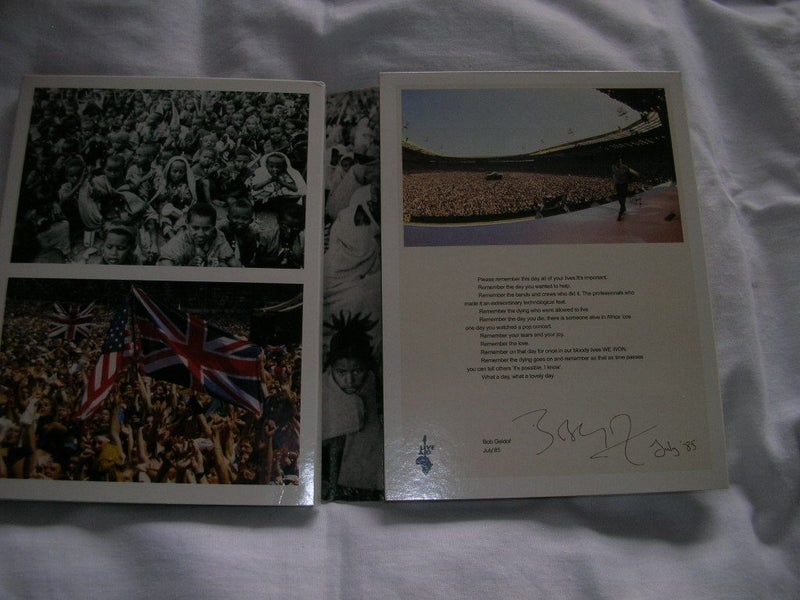 Please remember this day all of your lives.It's important.
Remember the day you wanted to help.
Remember the bands and crews who did it. The professionals who
made it an extraordinary technological feat.
Remember the dying who were allowed to live.
Remember the day you die, there is someone alive in Africa 'cos
one day you watched a pop concert.
Remember your tears and your joy.
Remember the love.
Remember on that day for once in our bloody lives WE WON.
Remember the dying goes on and remember so that as time passes
you can tell others 'it's possible, I know'.
What a day, what a lovely day.
Bob Geldof
July'85
July '85
LIVE
AID